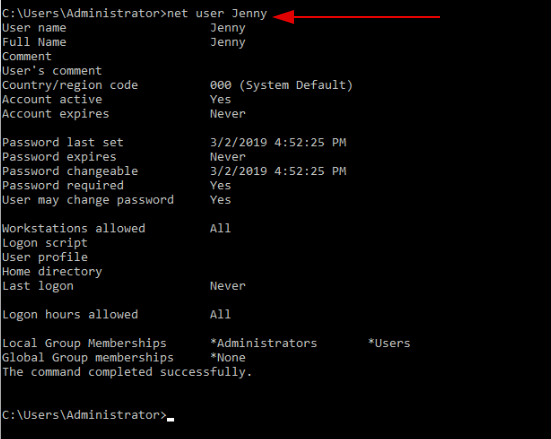 C:\Users\Administrator>net user Jenny
User name                    Jenny
Full Name                    Jenny
Comment
User's comment
Country/region code          000 (System Default)
Account active               Yes
Account expires              Never
Password last set            3/2/2019 4:52:25 PM
Password expires             Never
Password changeable          3/2/2019 4:52:25 PM
Password required            Yes
User may change password     Yes
Workstations allowed         All
Logon script
User profile
Home directory
Last logon                   Never
Logon hours allowed          All
Local Group Memberships      *Administrators       *Users
Global Group memberships     *None
The command completed successfully.
C:\Users\Administrator>